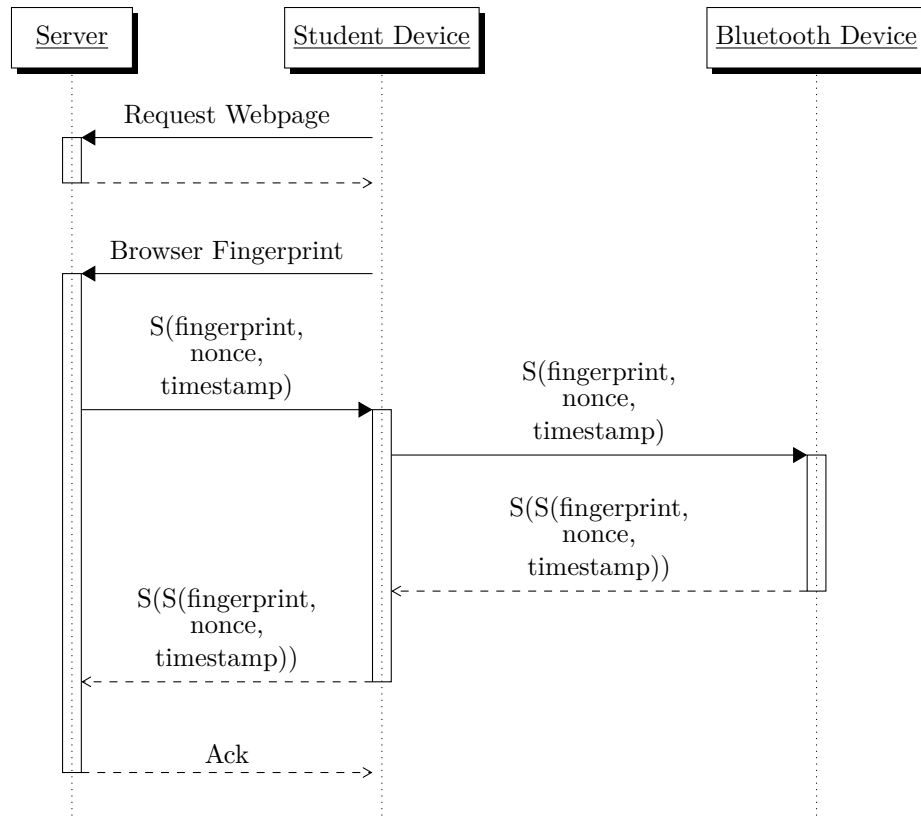 Server
Student Device
Bluetooth Device
Request Webpage
Browser Fingerprint
S(fingerprint,
nonce,
timestamp)
S(fingerprint,
nonce,
timestamp)
S(S(fingerprint,
nonce,
timestamp))
S(S(fingerprint,
nonce,
timestamp))
Ack